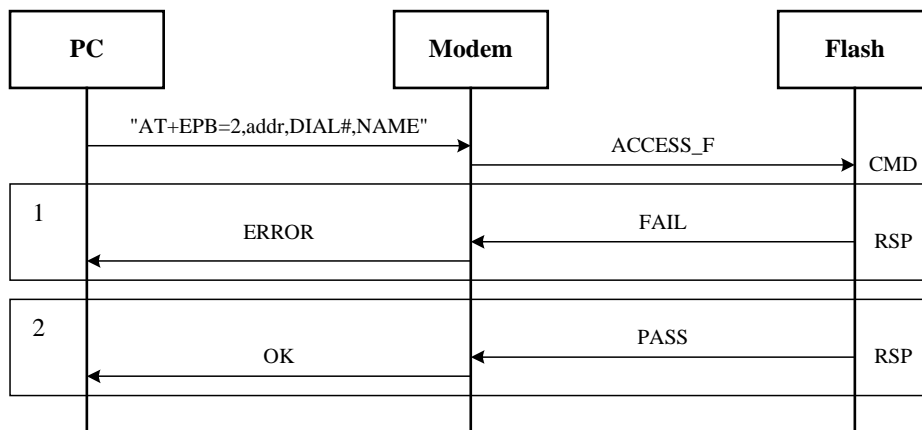 PC
Modem
Flash
"AT+EPB=2,addr,DIAL#,NAME"
ACCESS_F
CMD
1
ERROR
FAIL
RSP
2
OK
PASS
RSP